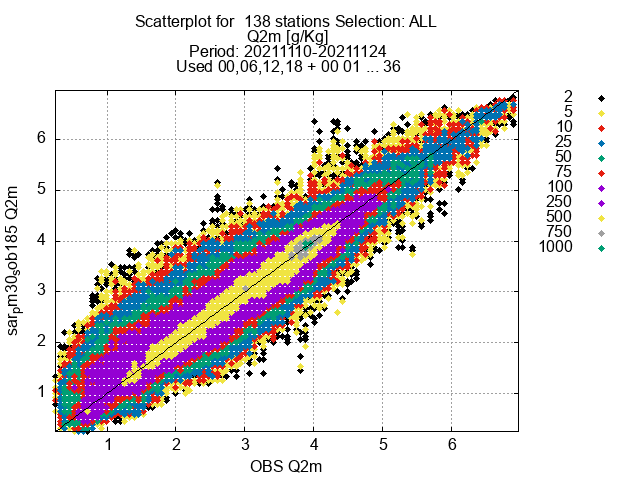 Scatterplot for  138 stations Selection: ALL
Q2m [g/Kg]
Period: 20211110-20211124
Used 00,06,12,18 + 00 01 ... 36
2
5
10
25
50
75
100
250
500
750
1000
sarpm30sob185 Q2m
6
5
4
3
2
1
1 2 3 4 5 6
OBS Q2m